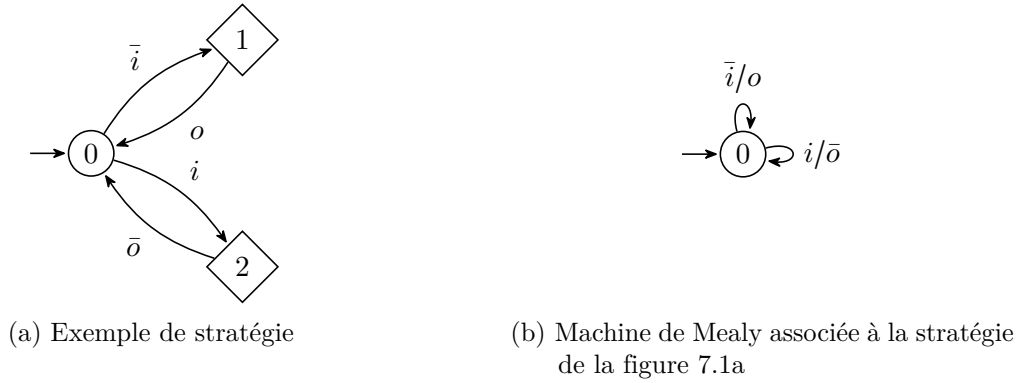 1
i̅
o
0
i
o̅
2
(a) Exemple de stratégie
i̅/o
0
i/o̅
(b) Machine de Mealy associée à la stratégie
de la figure 7.1a